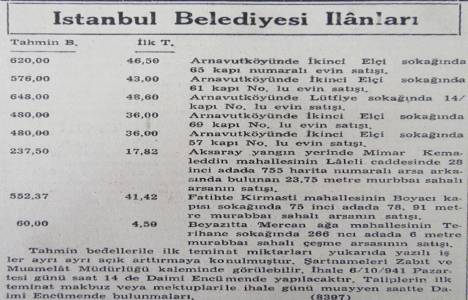 İstanbul Belediyesi İlânları
Tahmin B. İlk T.
620,00 46,50 Arnavutköyünde İkinci Elçi sokağında
65 kapı numaralı evin satışı.
576,00 43,00 Arnavutköyünde İkinci Elçi sokağında
61 kapı No. lu evin satışı.
648,00 48,60 Arnavutköyünde Lütfiye sokağında 14/
kapı No. lu evin satışı.
480,00 36,00 Arnavutköyünde İkinci Elçi sokağında
69 kapı No. lu evin satışı.
480,00 36,00 Arnavutköyünde İkinci Elçi sokağında
57 kapı No. lu evin satışı.
237,50 17,82 Aksaray yangın yerinde Mimar Kema-
leddin mahallesinin Lâleli caddesinde 28
inci adada 755 harita numaralı arsa arka-
sında bulunan 23,75 metre murbbaı sahalı
arsanın satışı.
552,37 41,42 Fatihte Kirmasti mahallesinin Boyacı ka-
pısı sokağında 75 inci adada 78, 91 met-
re murabbaı sahalı arsanın satışı.
60,00 4,50 Beyazıtta Mercan ağa mahallesinin Te-
rihane sokağında 266 ncı adada 6 metre
murabbaı sahalı çeşme arsasının satışı.
Tahmin bedellerile ilk teminat miktarları yukarıda yazılı iş-
ler ayrı ayrı açık arttırmaya konulmuştur. Şartnameleri Zabıt ve
Muamelât Müdürlüğü kaleminde görülebilir. İhale 6/10/941 Pazar-
tesi günü saat 14 de Daimi Encümende yapılacaktır. Taliplerin ilk
teminat makbuz veya mektuplarile ihale günü muayyen saatte Da-
imi Encümende bulunmaları. (8397)